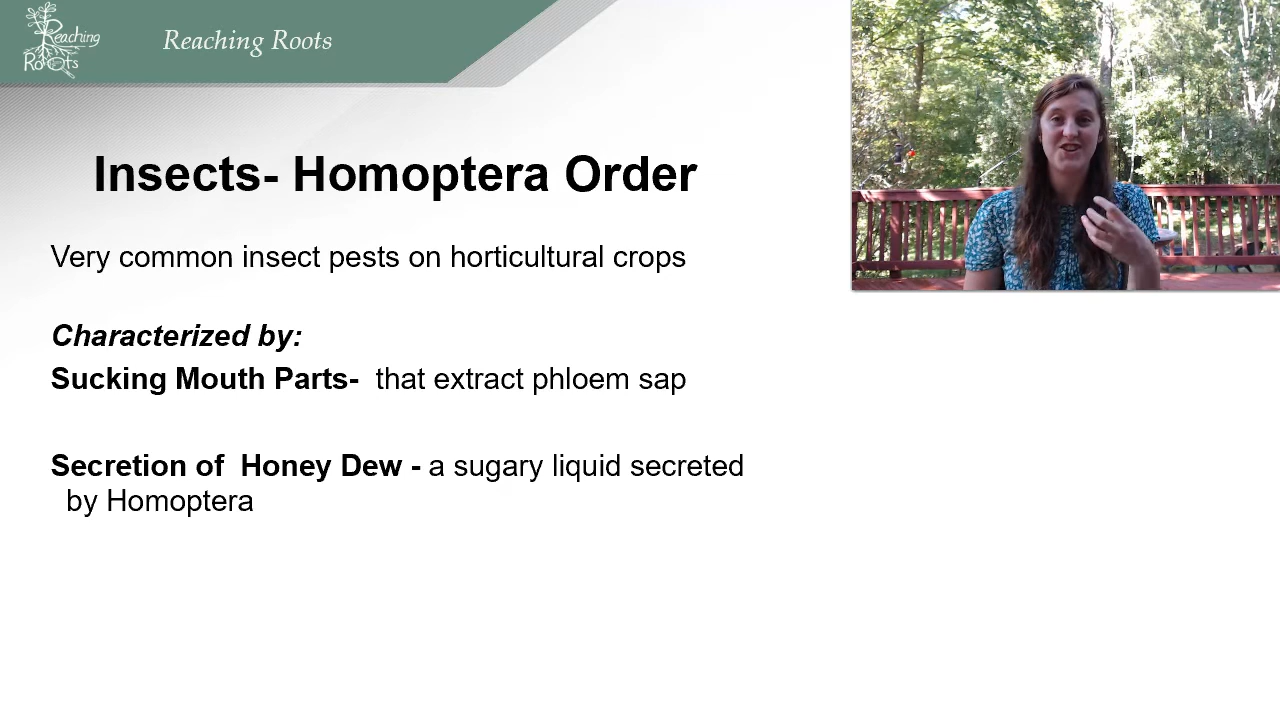 Reaching
Roots
Reaching Roots
Insects- Homoptera Order
Very common insect pests on horticultural crops
Characterized by:
Sucking Mouth Parts-  that extract phloem sap
Secretion of  Honey Dew - a sugary liquid secreted
by Homoptera